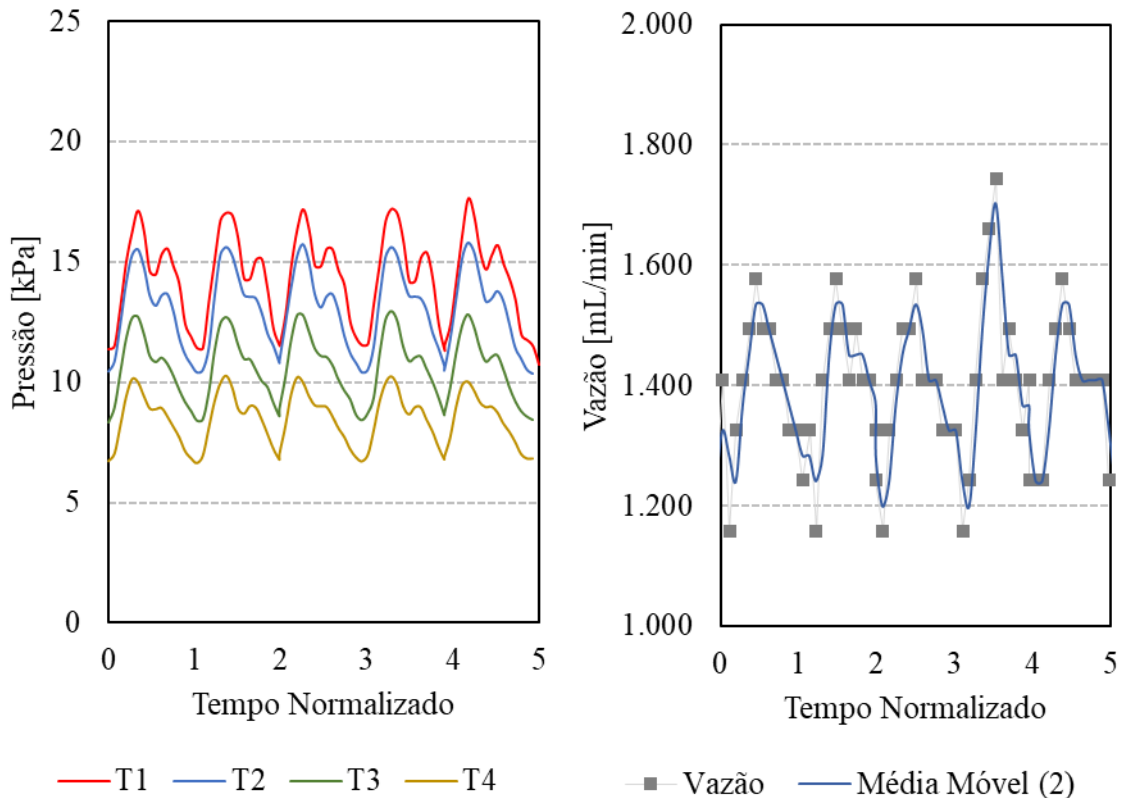 25
20
15
10
5
0
Pressão [kPa]
0 1 2 3 4 5
Tempo Normalizado
T1 T2 T3 T4
2.000
1.800
1.600
1.400
1.200
1.000
Vazão [mL/min]
0 1 2 3 4 5
Tempo Normalizado
Vazão Média Móvel (2)